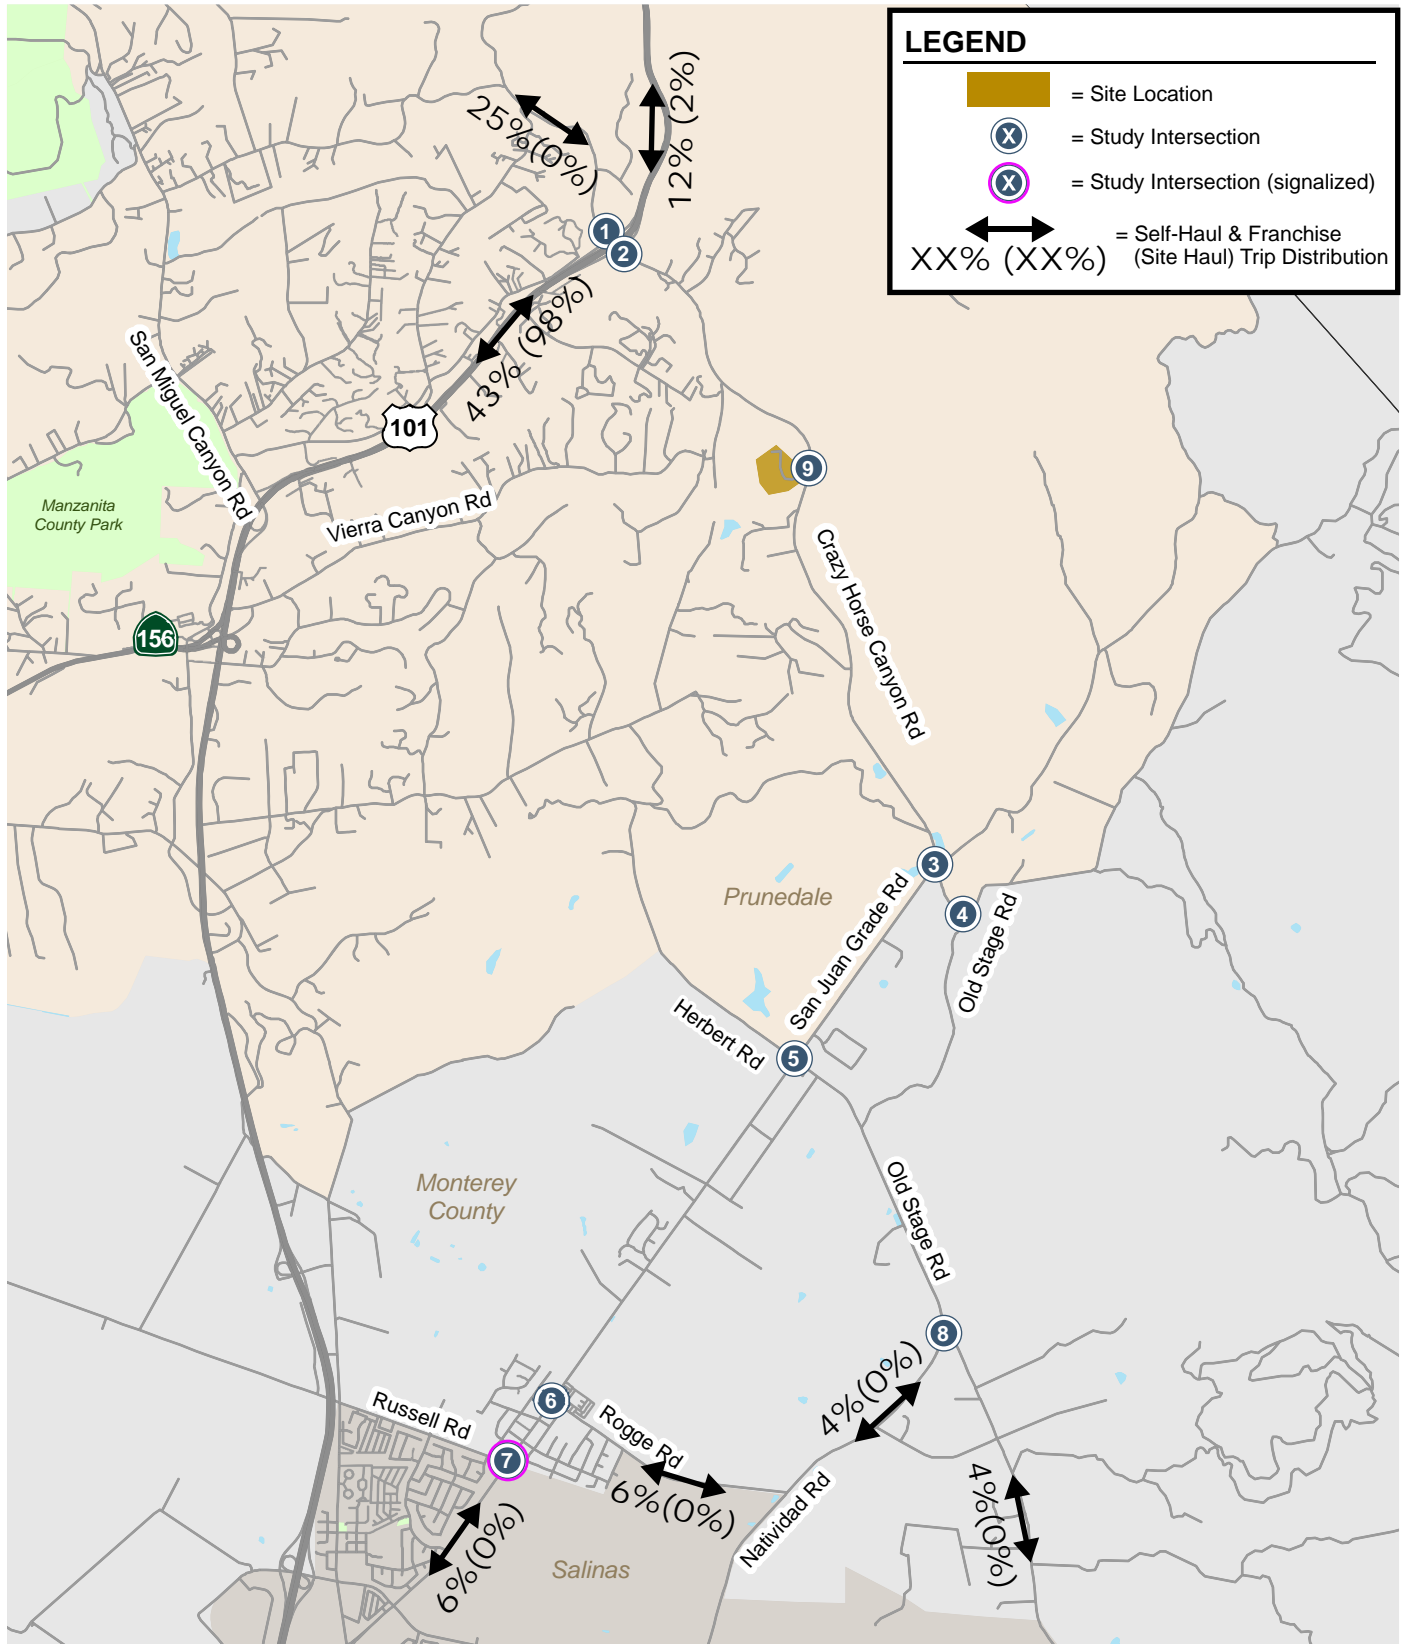 LEGEND
= Site Location
X
= Study Intersection
X
= Study Intersection (signalized)
= Self-Haul & Franchise
XX% (XX%)
(Site Haul) Trip Distribution
25%(0%)
12% (2%)
1
2
43% (98%)
San Miguel Canyon Rd
101
9
Manzanita
County Park
Vierra Canyon Rd
Crazy Horse Canyon Rd
156
3
Prunedale
San Juan Grade Rd
4
Old Stage Rd
Herbert Rd
5
Monterey
County
Old Stage Rd
8
4%(0%)
6
Russell Rd
Rogge Rd
7
6%(0%)
4%(0%)
Natividad Rd
6%(0%)
Salinas